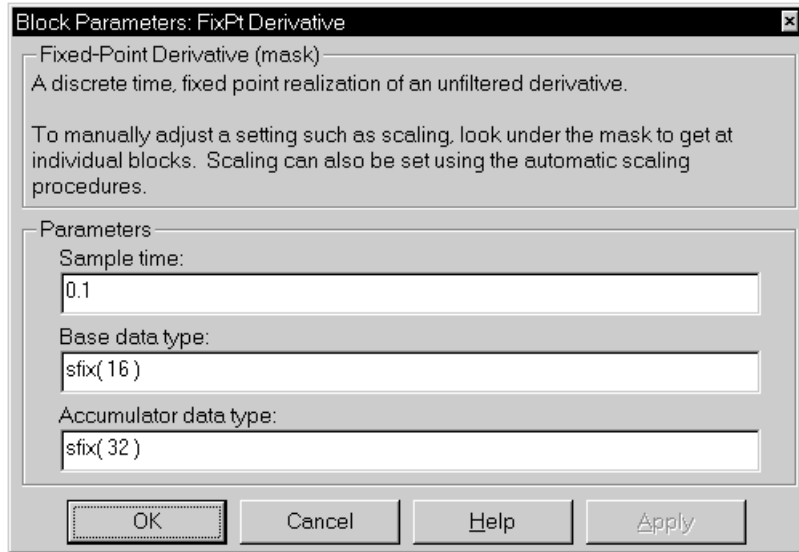 Block Parameters: FixPt Derivative
Fixed-Point Derivative (mask)
A discrete time, fixed point realization of an unfiltered derivative.
To manually adjust a setting such as scaling, look under the mask to get at
individual blocks.  Scaling can also be set using the automatic scaling
procedures.
Parameters
Sample time:
0.1
Base data type:
sfix( 16 )
Accumulator data type:
sfix( 32 )
OK
Cancel
Help
Apply